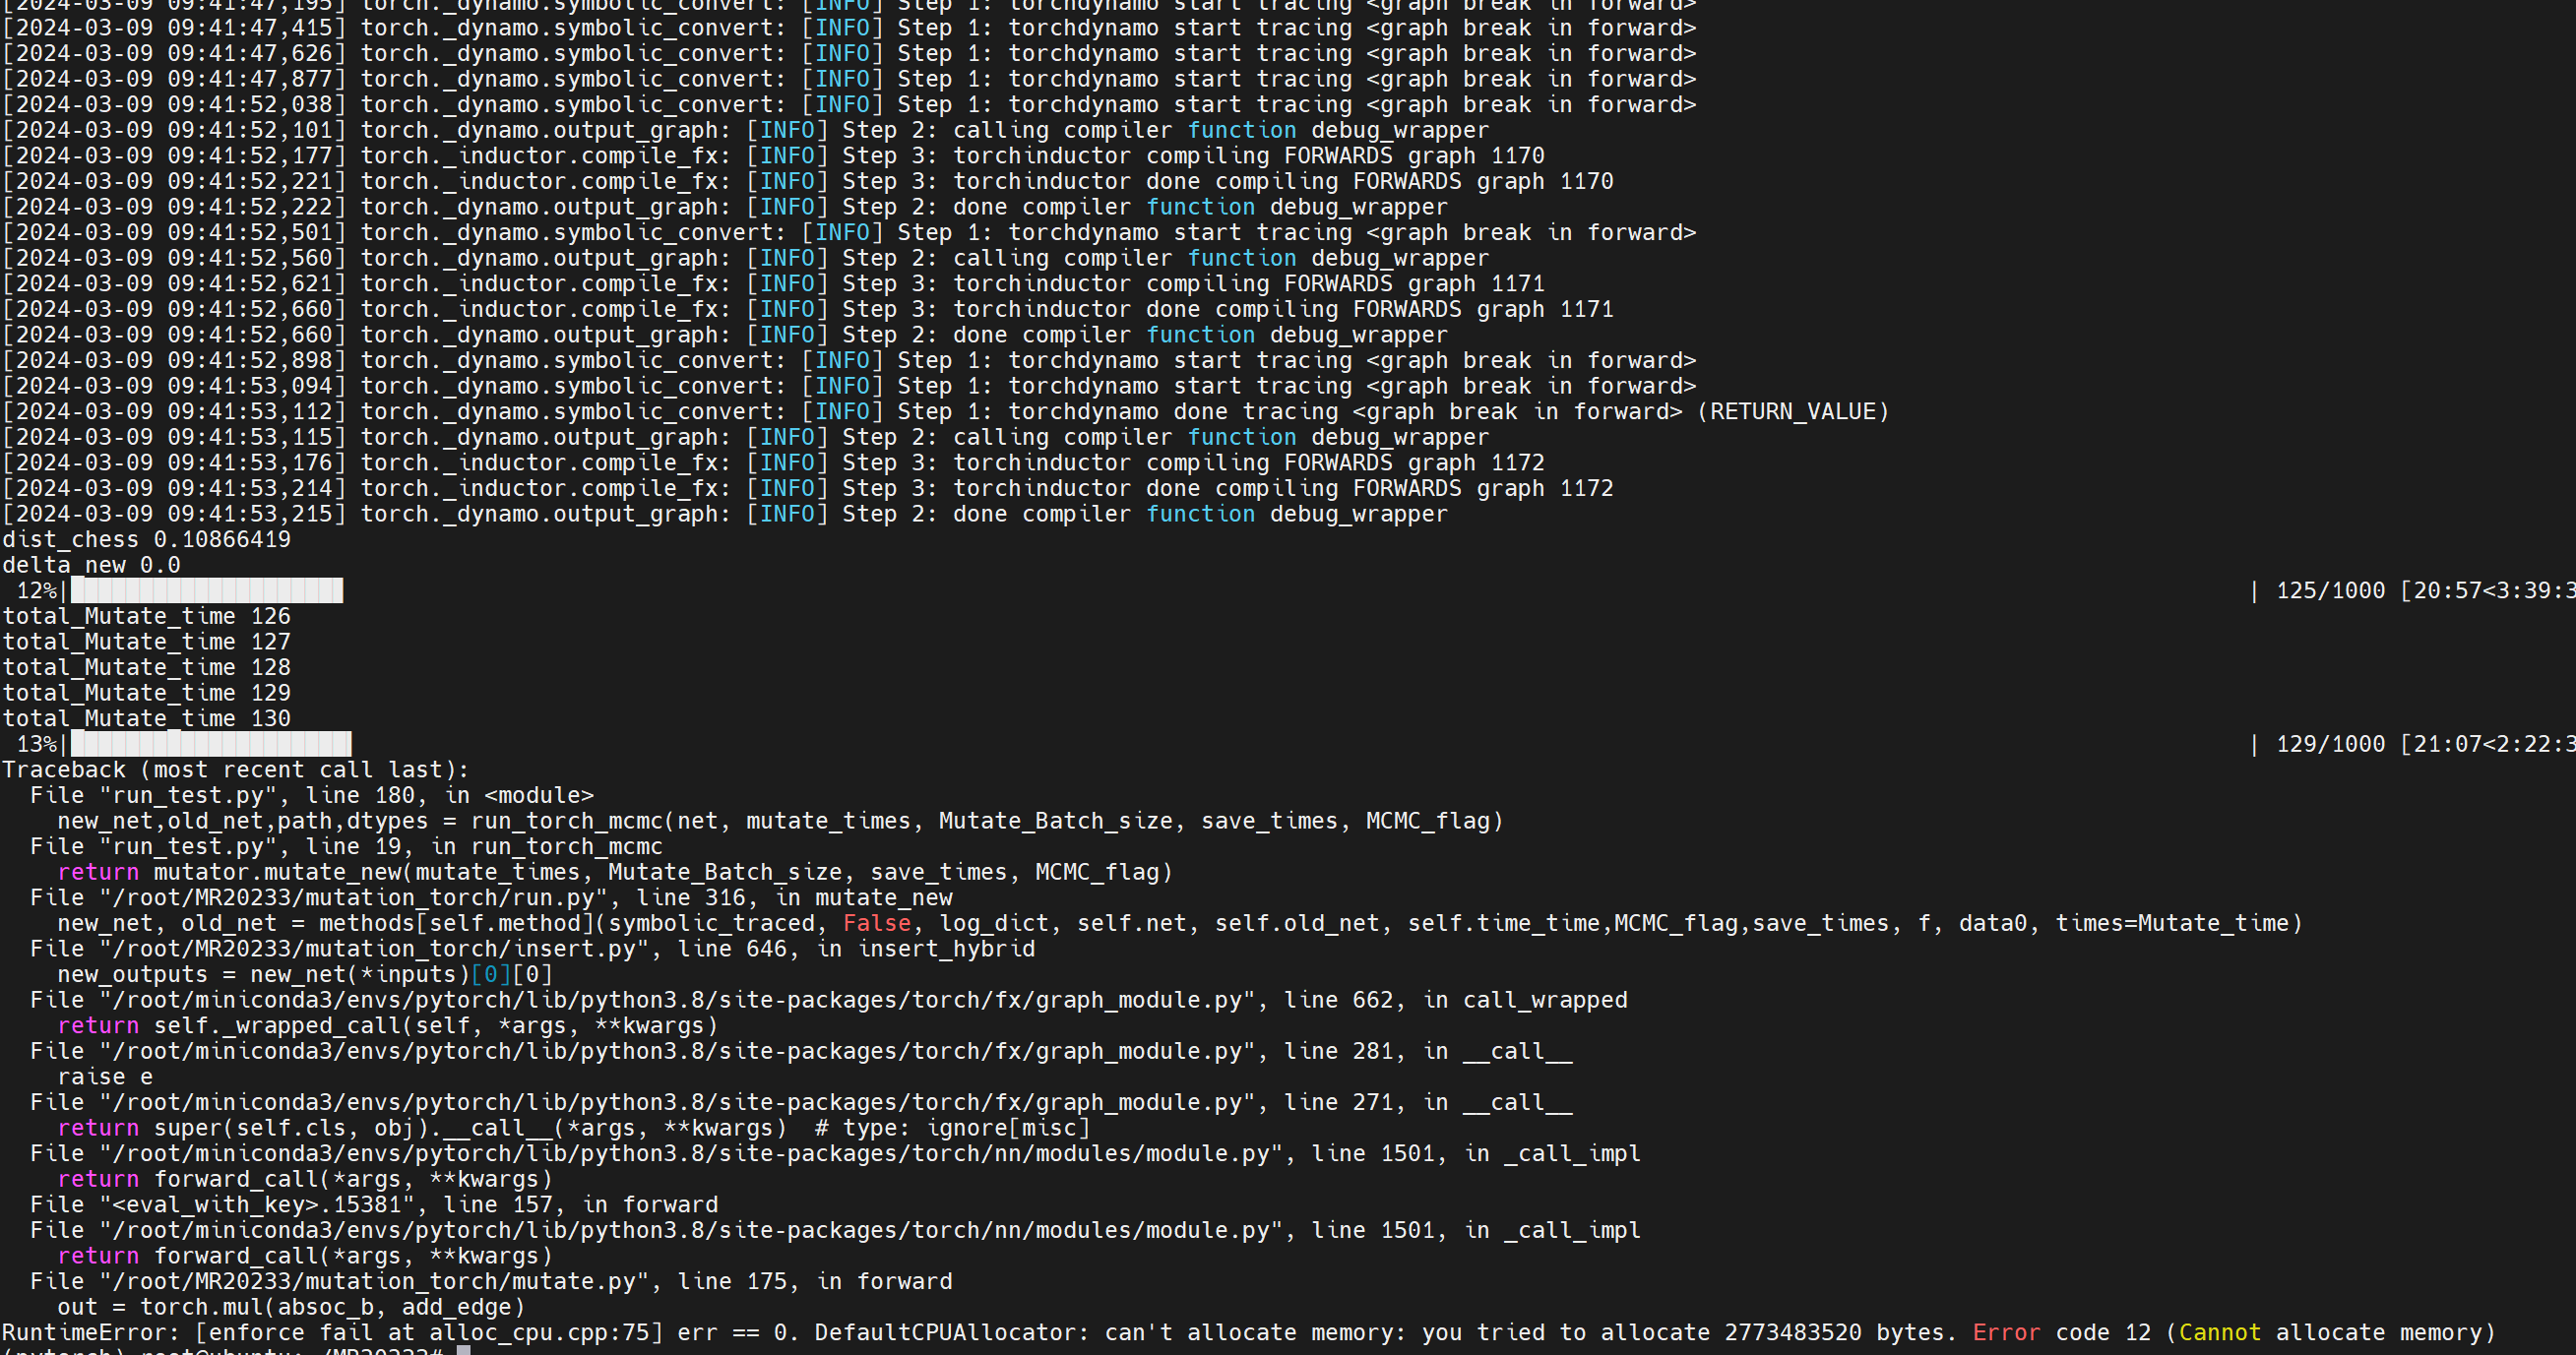 [2024-03-09 09:41:47,195] torch._dynamo.symbolic_convert: [INFO] Step 1: torchdynamo start tracing <graph break in forward>
[2024-03-09 09:41:47,415] torch._dynamo.symbolic_convert: [INFO] Step 1: torchdynamo start tracing <graph break in forward>
[2024-03-09 09:41:47,626] torch._dynamo.symbolic_convert: [INFO] Step 1: torchdynamo start tracing <graph break in forward>
[2024-03-09 09:41:47,877] torch._dynamo.symbolic_convert: [INFO] Step 1: torchdynamo start tracing <graph break in forward>
[2024-03-09 09:41:52,038] torch._dynamo.symbolic_convert: [INFO] Step 1: torchdynamo start tracing <graph break in forward>
[2024-03-09 09:41:52,101] torch._dynamo.output_graph: [INFO] Step 2: calling compiler function debug_wrapper
[2024-03-09 09:41:52,177] torch._inductor.compile_fx: [INFO] Step 3: torchinductor compiling FORWARDS graph 1170
[2024-03-09 09:41:52,221] torch._inductor.compile_fx: [INFO] Step 3: torchinductor done compiling FORWARDS graph 1170
[2024-03-09 09:41:52,222] torch._dynamo.output_graph: [INFO] Step 2: done compiler function debug_wrapper
[2024-03-09 09:41:52,501] torch._dynamo.symbolic_convert: [INFO] Step 1: torchdynamo start tracing <graph break in forward>
[2024-03-09 09:41:52,560] torch._dynamo.output_graph: [INFO] Step 2: calling compiler function debug_wrapper
[2024-03-09 09:41:52,621] torch._inductor.compile_fx: [INFO] Step 3: torchinductor compiling FORWARDS graph 1171
[2024-03-09 09:41:52,660] torch._inductor.compile_fx: [INFO] Step 3: torchinductor done compiling FORWARDS graph 1171
[2024-03-09 09:41:52,660] torch._dynamo.output_graph: [INFO] Step 2: done compiler function debug_wrapper
[2024-03-09 09:41:52,898] torch._dynamo.symbolic_convert: [INFO] Step 1: torchdynamo start tracing <graph break in forward>
[2024-03-09 09:41:53,094] torch._dynamo.symbolic_convert: [INFO] Step 1: torchdynamo start tracing <graph break in forward>
[2024-03-09 09:41:53,112] torch._dynamo.symbolic_convert: [INFO] Step 1: torchdynamo done tracing <graph break in forward> (RETURN_VALUE)
[2024-03-09 09:41:53,115] torch._dynamo.output_graph: [INFO] Step 2: calling compiler function debug_wrapper
[2024-03-09 09:41:53,176] torch._inductor.compile_fx: [INFO] Step 3: torchinductor compiling FORWARDS graph 1172
[2024-03-09 09:41:53,214] torch._inductor.compile_fx: [INFO] Step 3: torchinductor done compiling FORWARDS graph 1172
[2024-03-09 09:41:53,215] torch._dynamo.output_graph: [INFO] Step 2: done compiler function debug_wrapper
dist_chess 0.10866419
delta_new 0.0
12%| | 125/1000 [20:57<3:39:3
total_Mutate_time 126
total_Mutate_time 127
total_Mutate_time 128
total_Mutate_time 129
total_Mutate_time 130
13%| | 129/1000 [21:07<2:22:3
Traceback (most recent call last):
File "run_test.py", line 180, in <module>
new_net,old_net,path,dtypes = run_torch_mcmc(net, mutate_times, Mutate_Batch_size, save_times, MCMC_flag)
File "run_test.py", line 19, in run_torch_mcmc
return mutator.mutate_new(mutate_times, Mutate_Batch_size, save_times, MCMC_flag)
File "/root/MR20233/mutation_torch/run.py", line 316, in mutate_new
new_net, old_net = methods[self.method](symbolic_traced, False, log_dict, self.net, self.old_net, self.time_time,MCMC_flag,save_times, f, data0, times=Mutate_time)
File "/root/MR20233/mutation_torch/insert.py", line 646, in insert_hybrid
new_outputs = new_net(*inputs)[0][0]
File "/root/miniconda3/envs/pytorch/lib/python3.8/site-packages/torch/fx/graph_module.py", line 662, in call_wrapped
return self._wrapped_call(self, *args, **kwargs)
File "/root/miniconda3/envs/pytorch/lib/python3.8/site-packages/torch/fx/graph_module.py", line 281, in __call__
raise e
File "/root/miniconda3/envs/pytorch/lib/python3.8/site-packages/torch/fx/graph_module.py", line 271, in __call__
return super(self.cls, obj).__call__(*args, **kwargs)  # type: ignore[misc]
File "/root/miniconda3/envs/pytorch/lib/python3.8/site-packages/torch/nn/modules/module.py", line 1501, in _call_impl
return forward_call(*args, **kwargs)
File "<eval_with_key>.15381", line 157, in forward
File "/root/miniconda3/envs/pytorch/lib/python3.8/site-packages/torch/nn/modules/module.py", line 1501, in _call_impl
return forward_call(*args, **kwargs)
File "/root/MR20233/mutation_torch/mutate.py", line 175, in forward
out = torch.mul(absoc_b, add_edge)
RuntimeError: [enforce fail at alloc_cpu.cpp:75] err == 0. DefaultCPUAllocator: can't allocate memory: you tried to allocate 2773483520 bytes. Error code 12 (Cannot allocate memory)
(pytorch) root@ubuntu:~/MR20233#